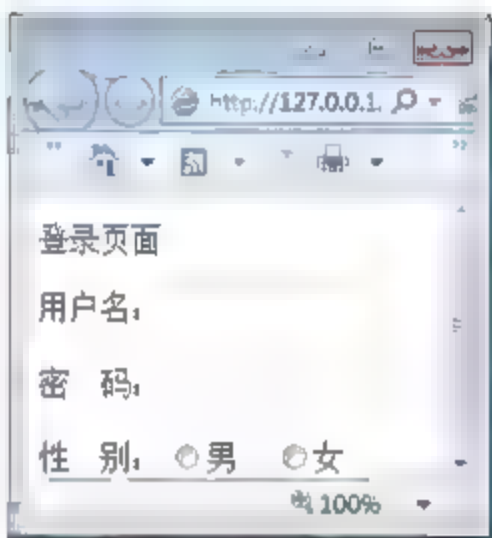 http://127.0.0.1.
登录页面
用户名：
密 码：
性 别： 男 女
100%